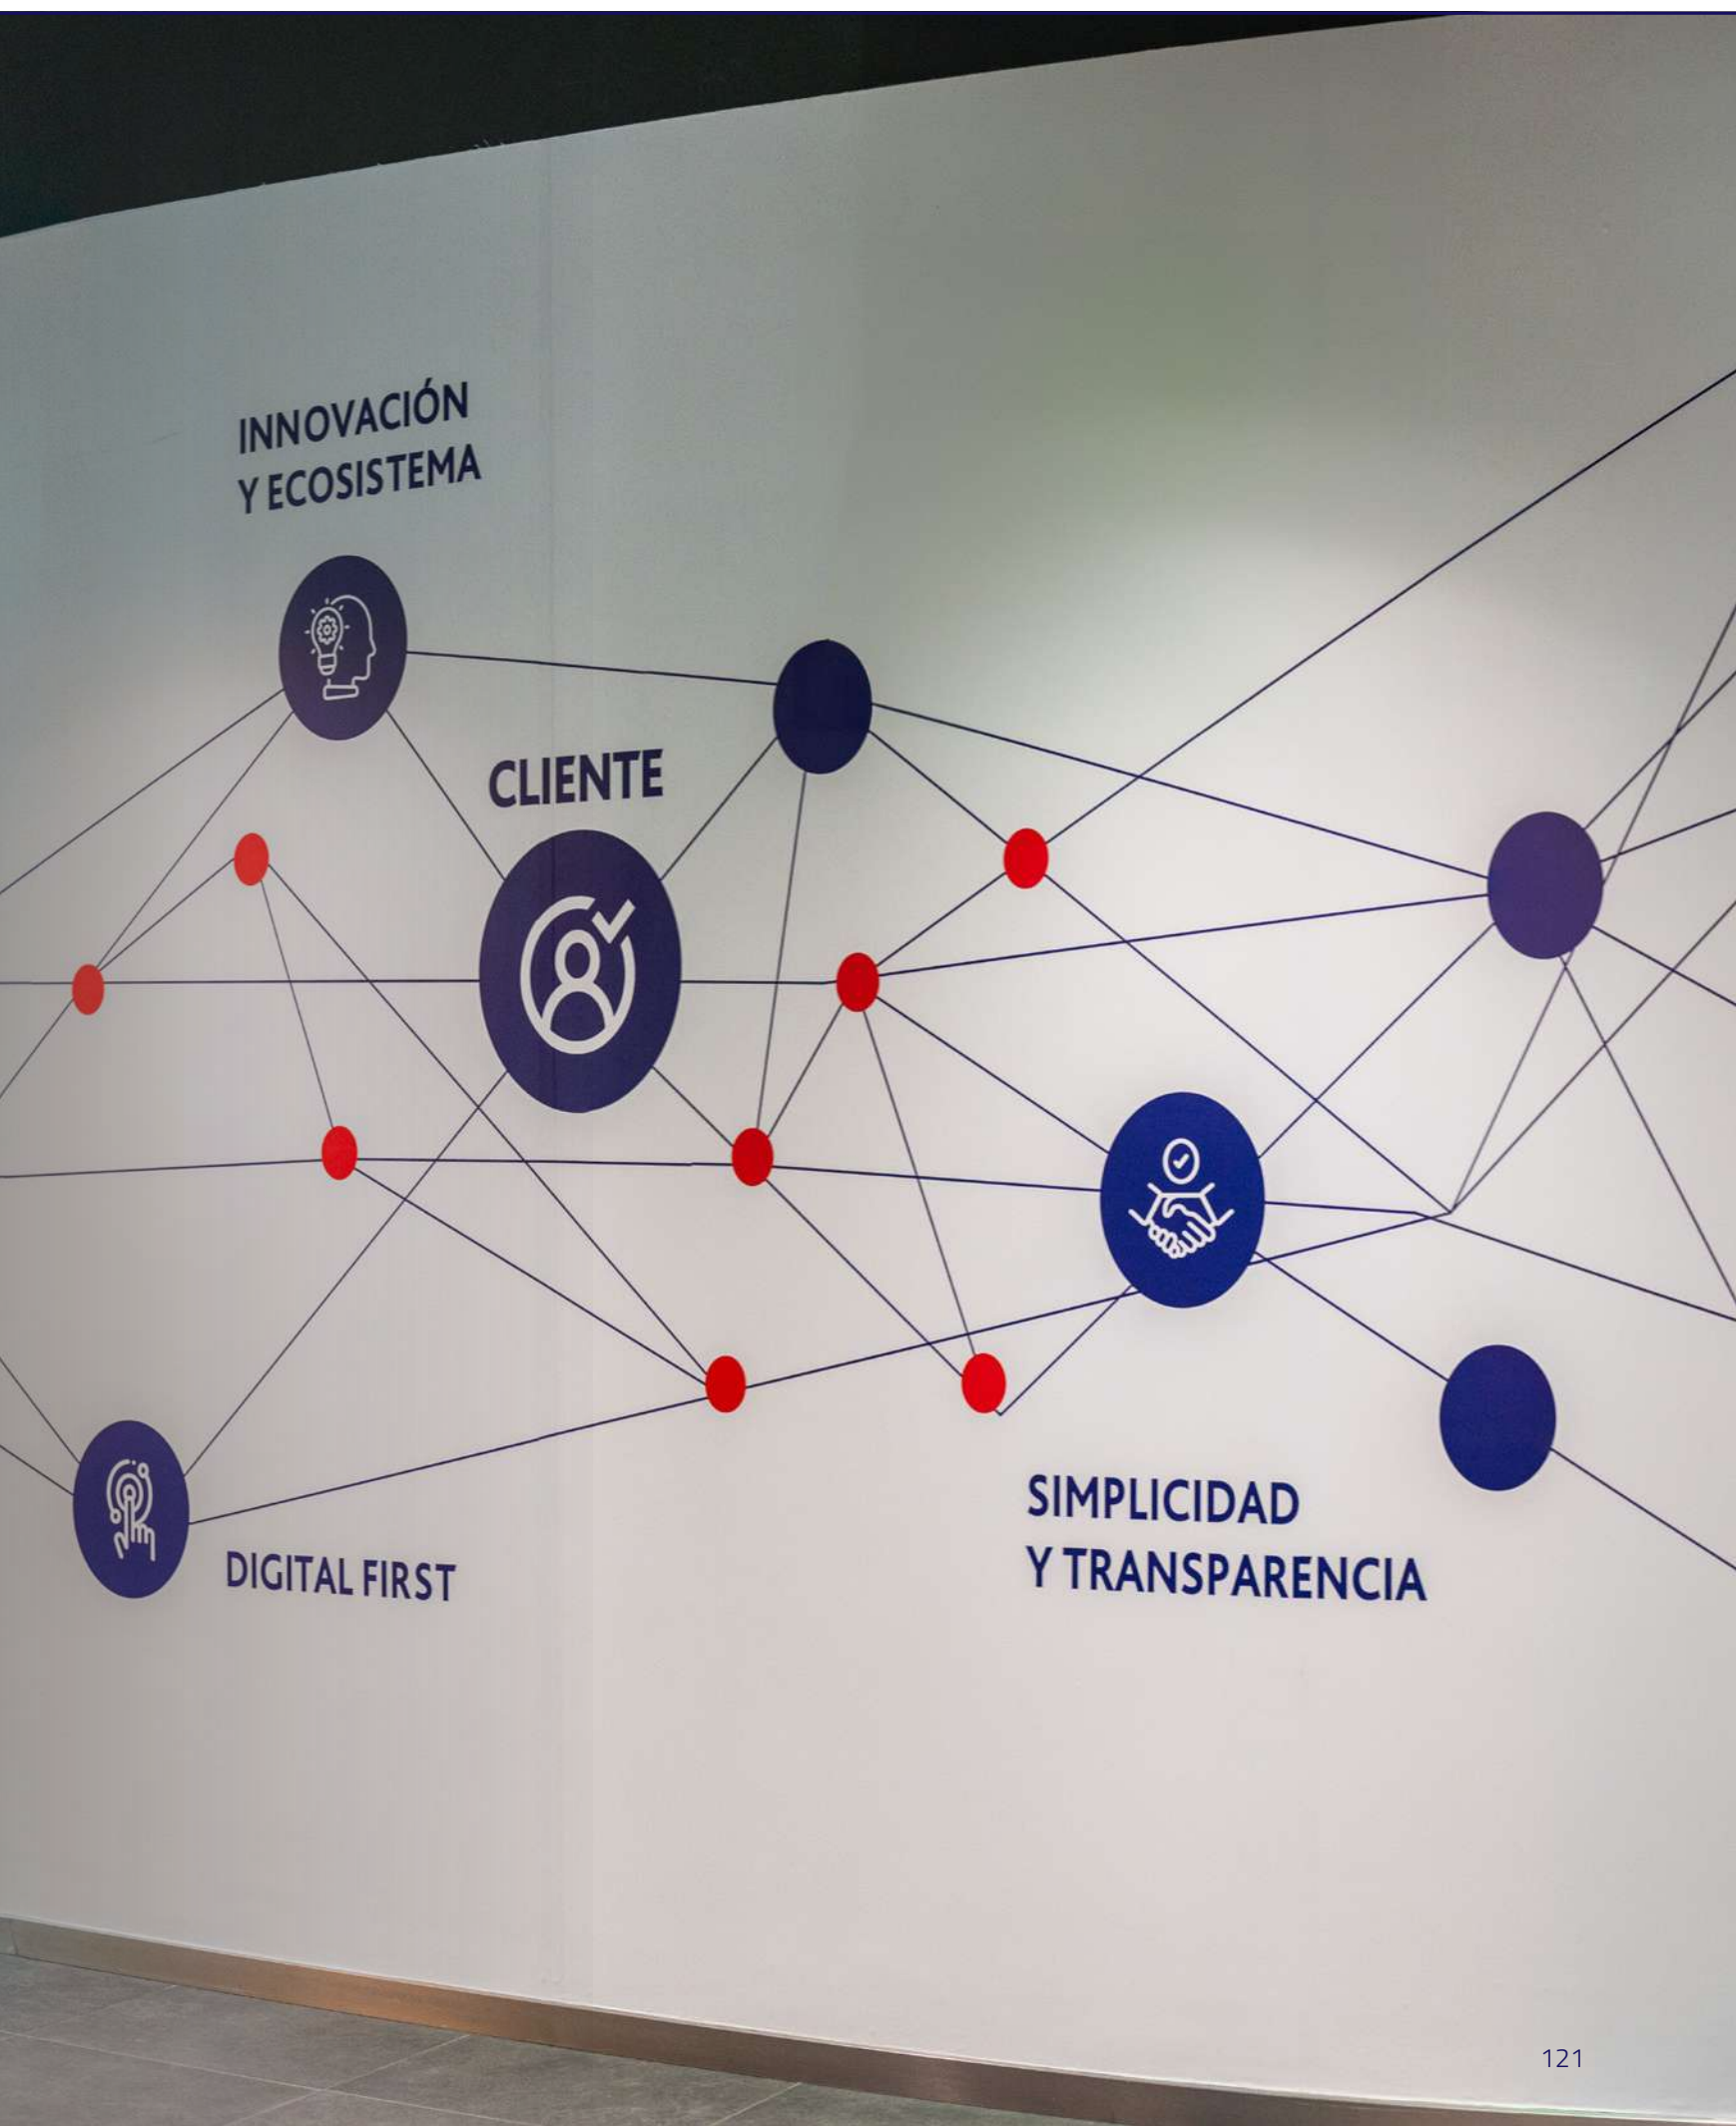 INNOVACIÓN
Y ECOSISTEMA
CLIENTE
DIGITAL FIRST
SIMPLICIDAD
Y TRANSPARENCIA
121